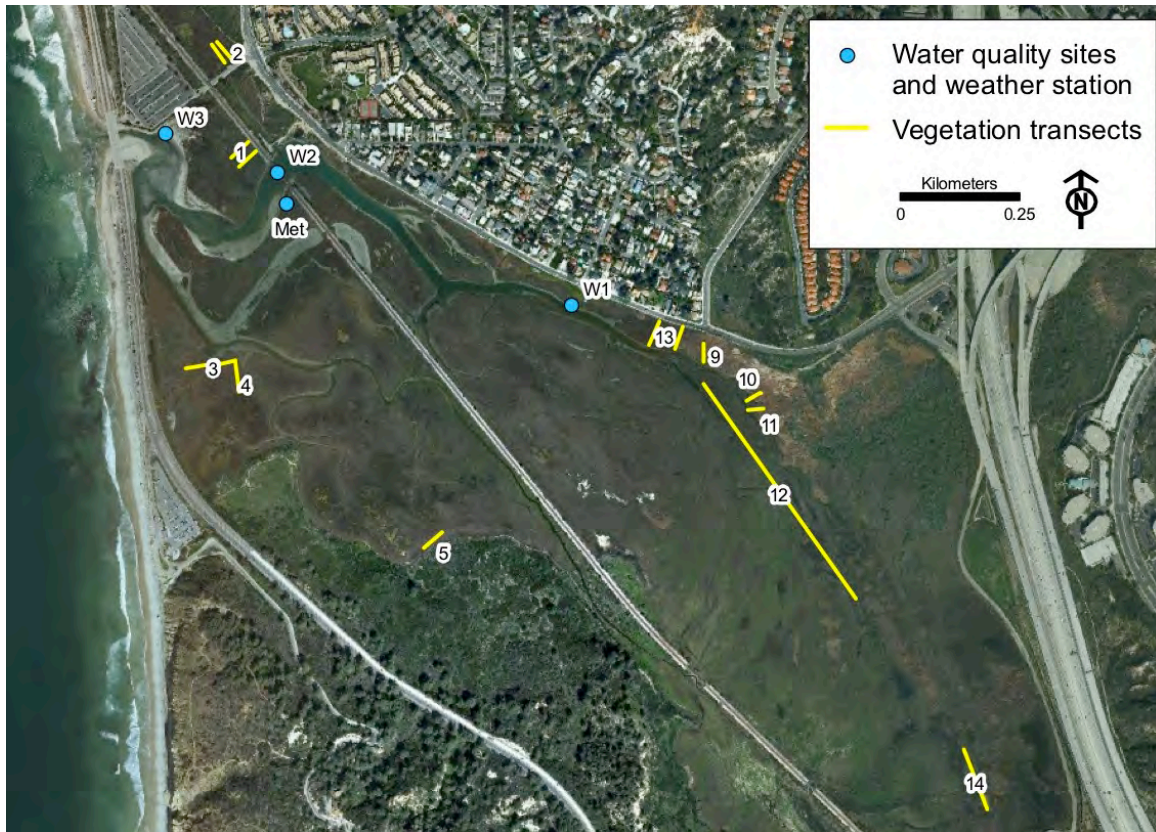 Water quality sites
and weather station
Vegetation transects
Kilometers
0 0.25
N
2
W3
1
W2
Met
W1
13
9
3
4
10
11
12
5
14